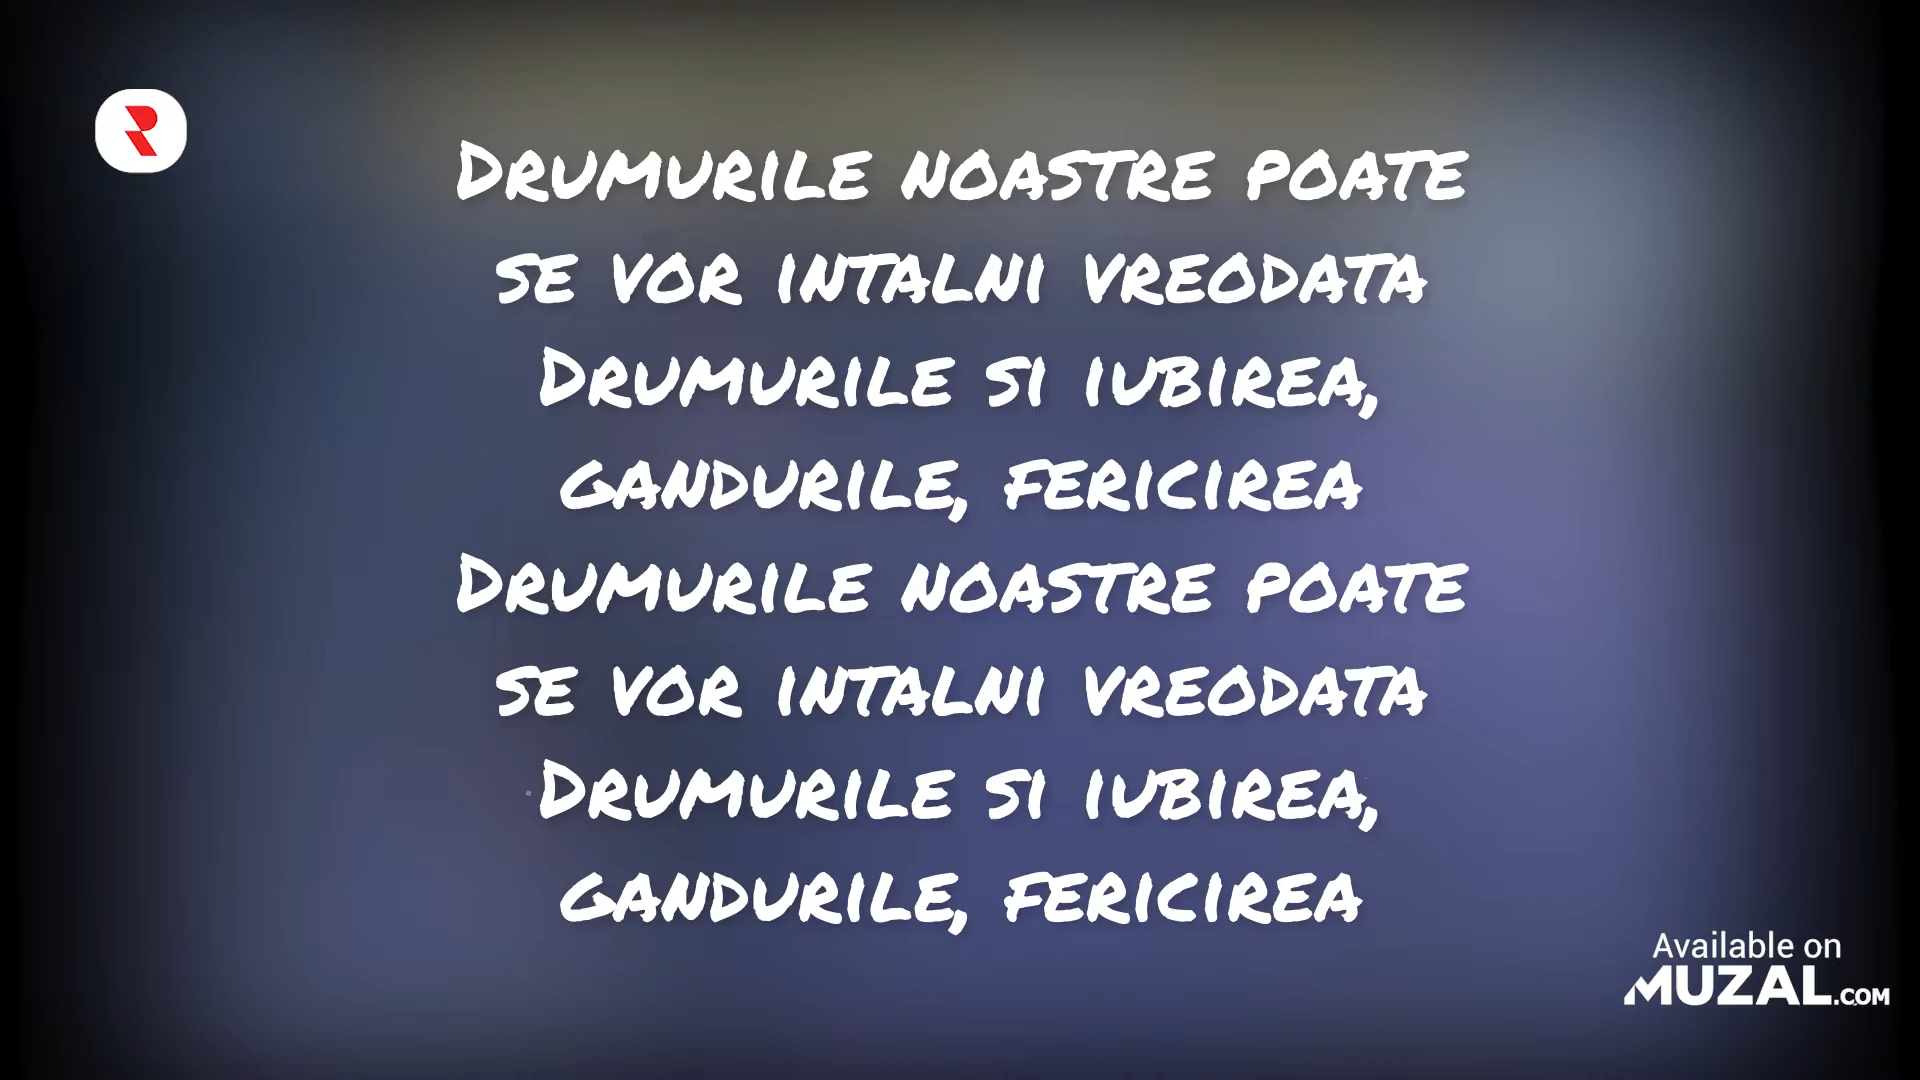 Drumurile noastre poate
se vor intalni vreodata
Drumurile si iubirea,
gandurile, fericirea
Drumurile noastre poate
se vor intalni vreodata
Drumurile si iubirea,
gandurile, fericirea
Available on
MUZAL.COM